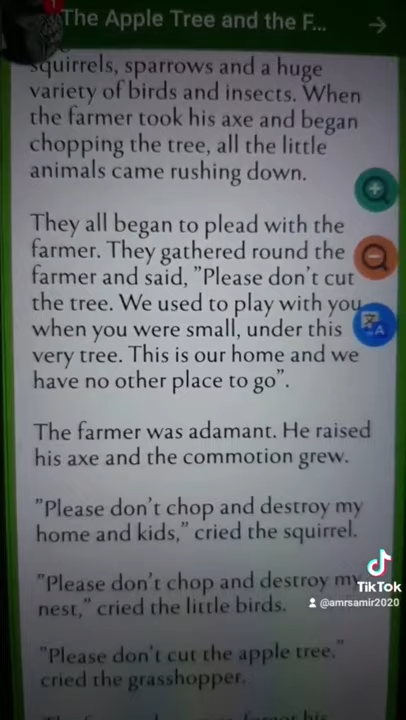 The Apple Tree and the F...
squirrels, sparrows and a huge
variety of birds and insects. When
the farmer took his axe and began
chopping the tree, all the little
animals came rushing down.
They all began to plead with the
farmer. They gathered round the
farmer and said, "Please don't cut
the tree. We used to play with you
when you were small, under this
very tree. This is our home and we
have no other place to go".
The farmer was adamant. He raised
his axe and the commotion grew.
"Please don't chop and destroy my
home and kids," cried the squirrel.
"Please don't chop and destroy my
nest," cried the little birds.
"Please don't cut the apple tree,"
cried the grasshopper.
TikTok
@amrsamir2020